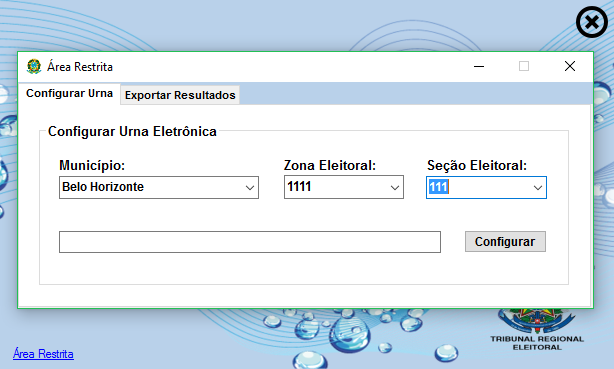 Área Restrita
Configurar Urna
Exportar Resultados
Configurar Urna Eletrônica
Município:
Zona Eleitoral:
Seção Eleitoral:
Belo Horizonte
1111
111
Configurar
TRIBUNAL REGIONAL
ELEITORAL
Área Restrita